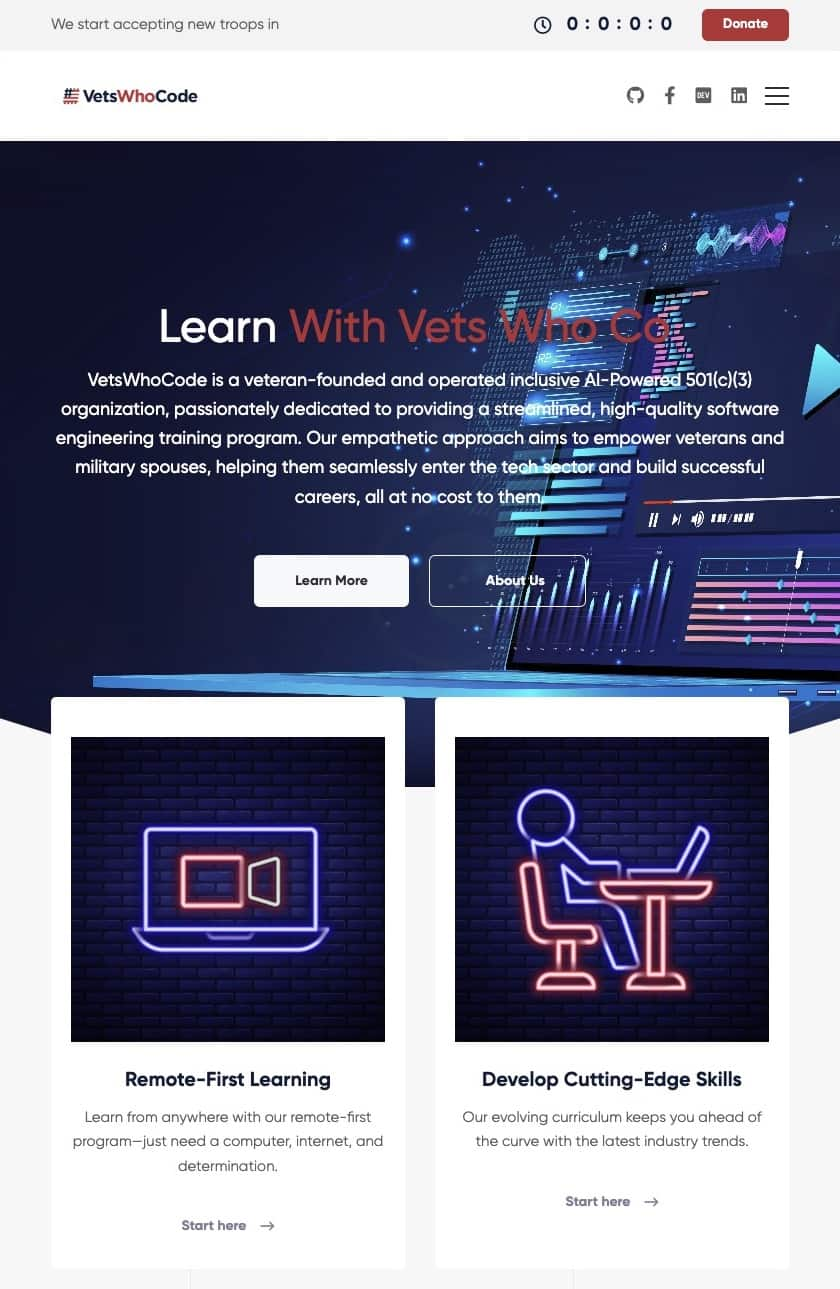 We start accepting new troops in
0 : 0 : 0 : 0
Donate
VetsWhoCode
DEV
in
Learn With Vets Who Co
VetsWhoCode is a veteran-founded and operated inclusive AI-Powered 501(c)(3)
organization, passionately dedicated to providing a streamlined, high-quality software
engineering training program. Our empathetic approach aims to empower veterans and
military spouses, helping them seamlessly enter the tech sector and build successful
careers, all at no cost to them.
Learn More
About Us
Remote-First Learning
Learn from anywhere with our remote-first
program—just need a computer, internet, and
determination.
Start here
Develop Cutting-Edge Skills
Our evolving curriculum keeps you ahead of
the curve with the latest industry trends.
Start here